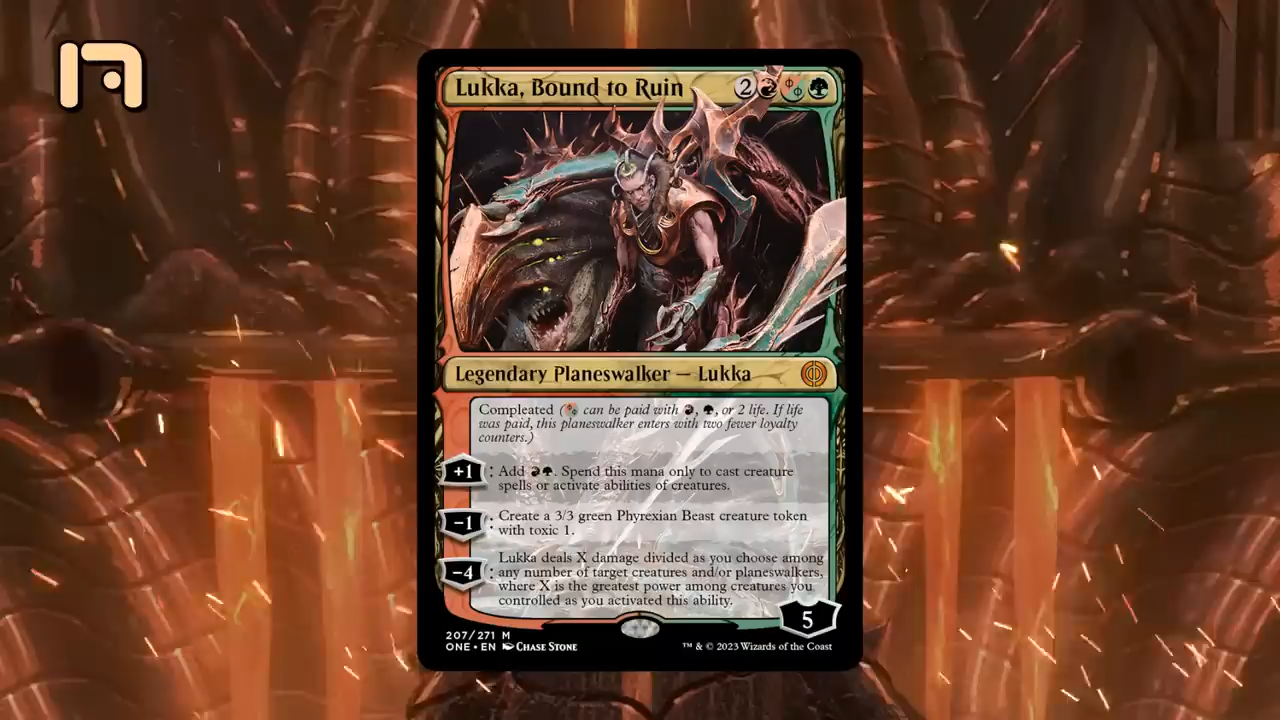 Lukka, Bound to Ruin 2
Legendary Planeswalker – Lukka
Compleated ( can be paid with , , or 2 life. If life
was paid, this planeswalker enters with two fewer loyalty
counters.)
+1 : Add . Spend this mana only to cast creature
spells or activate abilities of creatures.
−1 : Create a 3/3 green Phyrexian Beast creature token
with toxic 1.
Lukka deals X damage divided as you choose among
−4 : any number of target creatures and/or planeswalkers,
where X is the greatest power among creatures you
controlled as you activated this ability.
5
207/271 M
ONE • EN Chase Stone
™ & © 2023 Wizards of the Coast